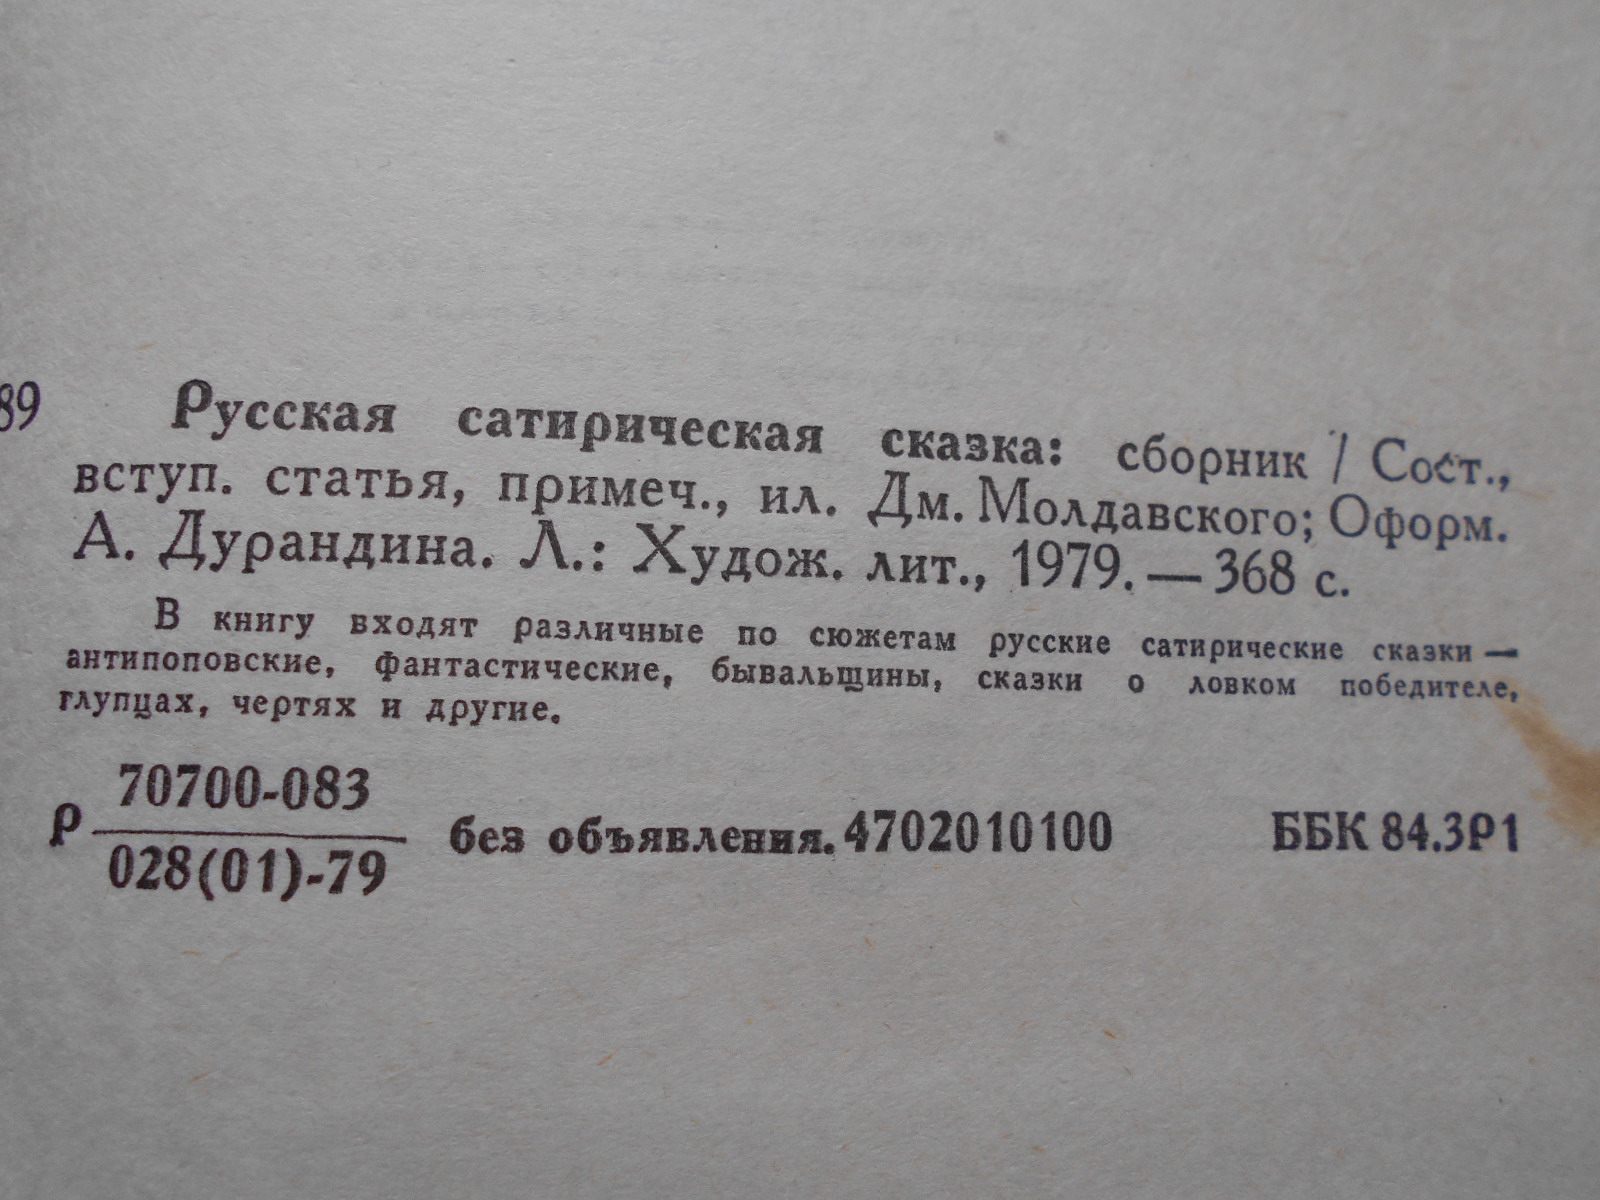 89 Русская сатирическая сказка: сборник / Сост.,
вступ. статья, примеч., ил. Дм. Молдавского; Оформ.
А. Дурандина. Л.: Худож. лит., 1979. — 368 с.
В книгу входят различные по сюжетам русские сатирические сказки —
антипоповские, фантастические, бывальщины, сказки о ловком победителе,
глупцах, чертях и другие.
70700-083
Р без объявления. 4702010100 ББК 84.3Р1
028(01)-79